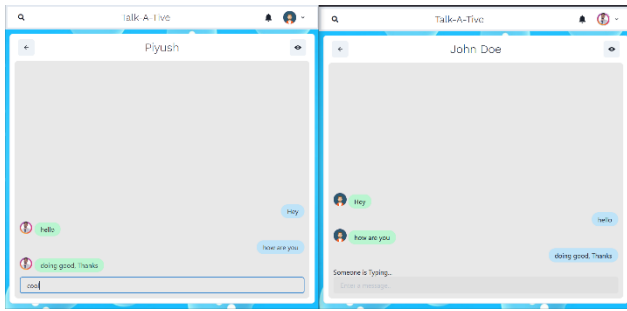 Talk-A-Tive
Piyush
Hey
hello
how are you
doing good, Thanks
cool
Talk-A-Tive
John Doe
Hey
hello
how are you
doing good, Thanks
Someone is Typing..
Enter a message..